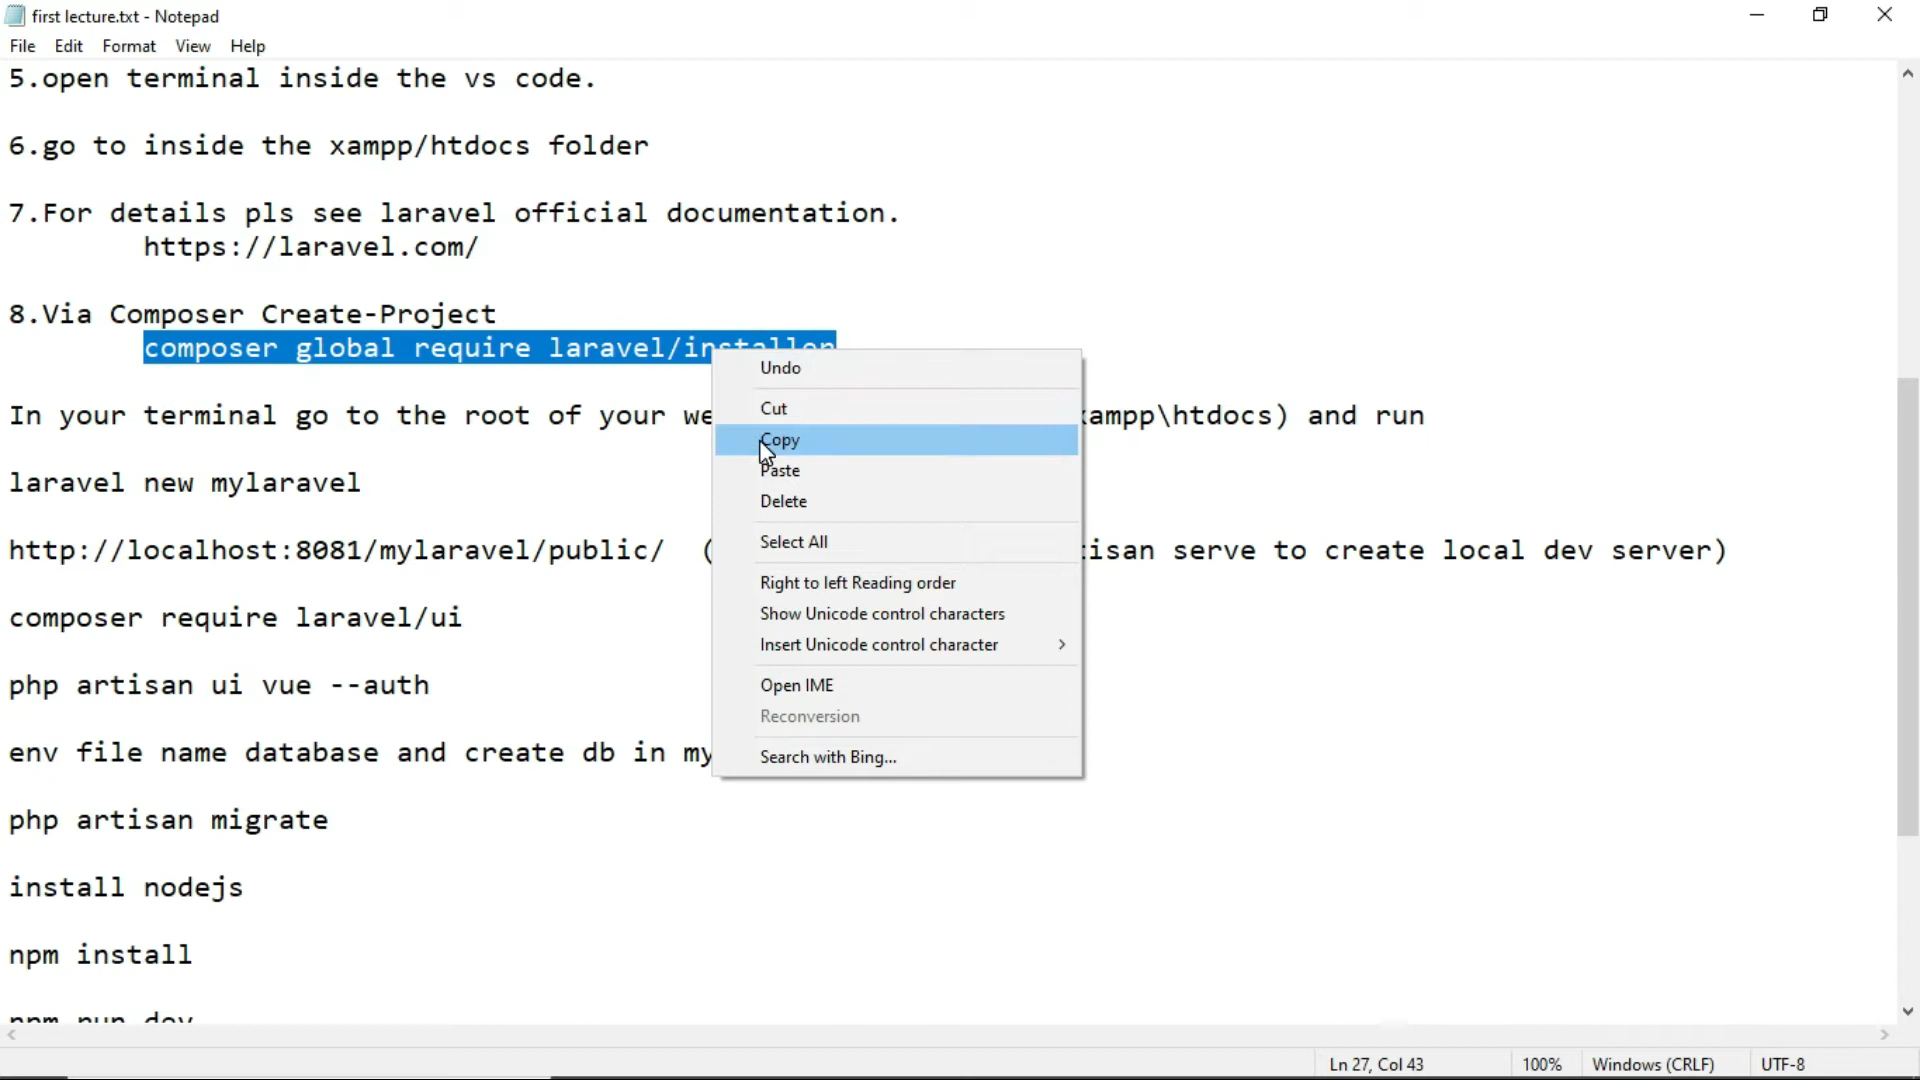 first lecture.txt - Notepad
File Edit Format View Help
5.open terminal inside the vs code.
6.go to inside the xampp/htdocs folder
7.For details pls see laravel official documentation.
https://laravel.com/
8.Via Composer Create-Project
composer global require laravel/installer
In your terminal go to the root of your we ampp\htdocs) and run
laravel new mylaravel
http://localhost:8081/mylaravel/public/ ( isan serve to create local dev server)
composer require laravel/ui
php artisan ui vue --auth
env file name database and create db in my
php artisan migrate
install nodejs
npm install
npm run dev
Undo
Cut
Copy
Paste
Delete
Select All
Right to left Reading order
Show Unicode control characters
Insert Unicode control character
Open IME
Reconversion
Search with Bing...
Ln 27, Col 43 100% Windows (CRLF) UTF-8